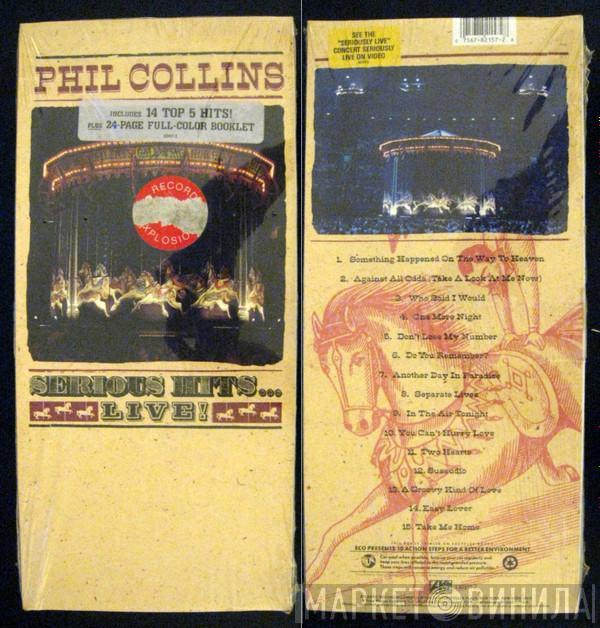 PHIL COLLINS
INCLUDES 14 TOP 5 HITS!
PLUS 24-PAGE FULL-COLOR BOOKLET
RECORD
EXPLOSION
SERIOUS HITS...
LIVE!
SEE THE
"SERIOUSLY LIVE"
CONCERT SERIOUSLY
LIVE ON VIDEO
0 7567-82157-2
1. Something Happened On The Way To Heaven
2. Against All Odds (Take A Look At Me Now)
3. Who Said I Would
4. One More Night
5. Don't Lose My Number
6. Do You Remember?
7. Another Day In Paradise
8. Separate Lives
9. In The Air Tonight
10. You Can't Hurry Love
11. Two Hearts
12. Sussudio
13. A Groovy Kind Of Love
14. Easy Lover
15. Take Me Home
ECO PRESENTS 10 ACTION STEPS FOR A BETTER ENVIRONMENT
МАРКЕТ ВИНИЛА